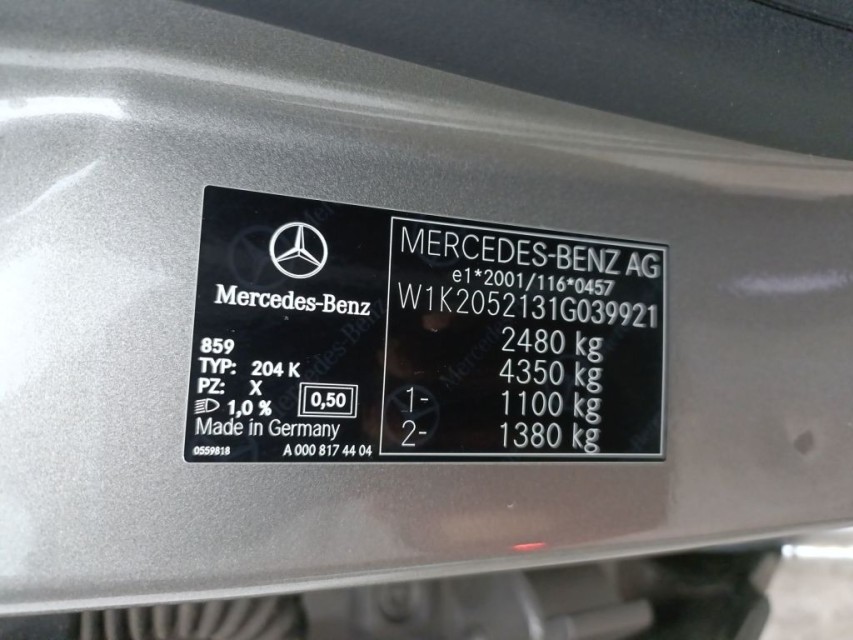 Mercedes-Benz
859
TYP: 204 K
PZ: X
1,0 % 0,50
Made in Germany
0559818 A 000 817 44 04
MERCEDES-BENZ AG
e1*2001/116*0457
W1K2052131G039921
2480 kg
4350 kg
1- 1100 kg
2- 1380 kg